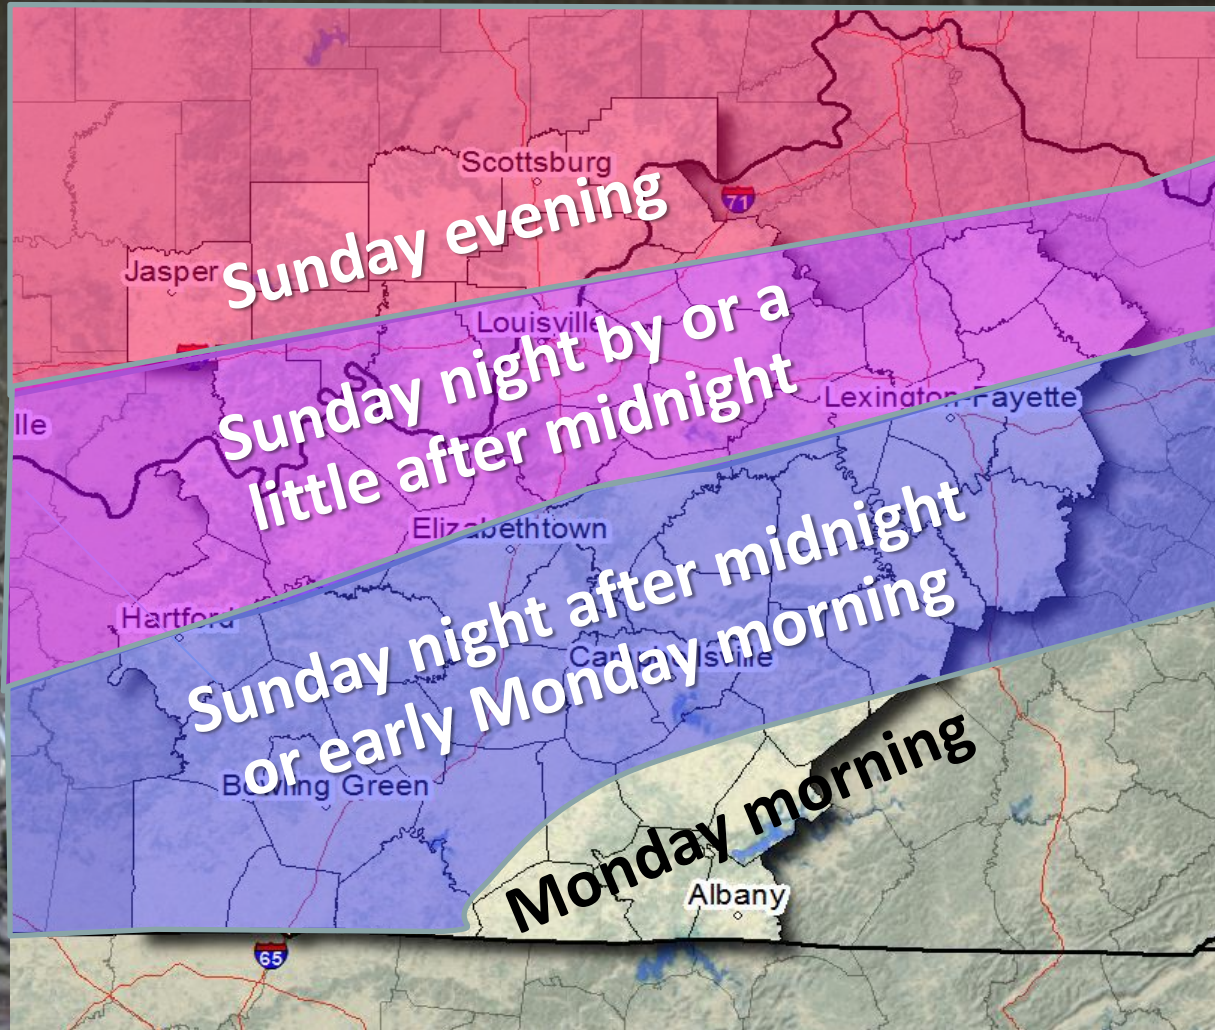 Scottsburg
71
Sunday evening
Jasper
Louisville
Sunday night by or a
little after midnight
lle
Lexington-Fayette
Elizabethtown
Hartford
Sunday night after midnight
or early Monday morning
Campbellsville
Bowling Green
Monday morning
Albany
65